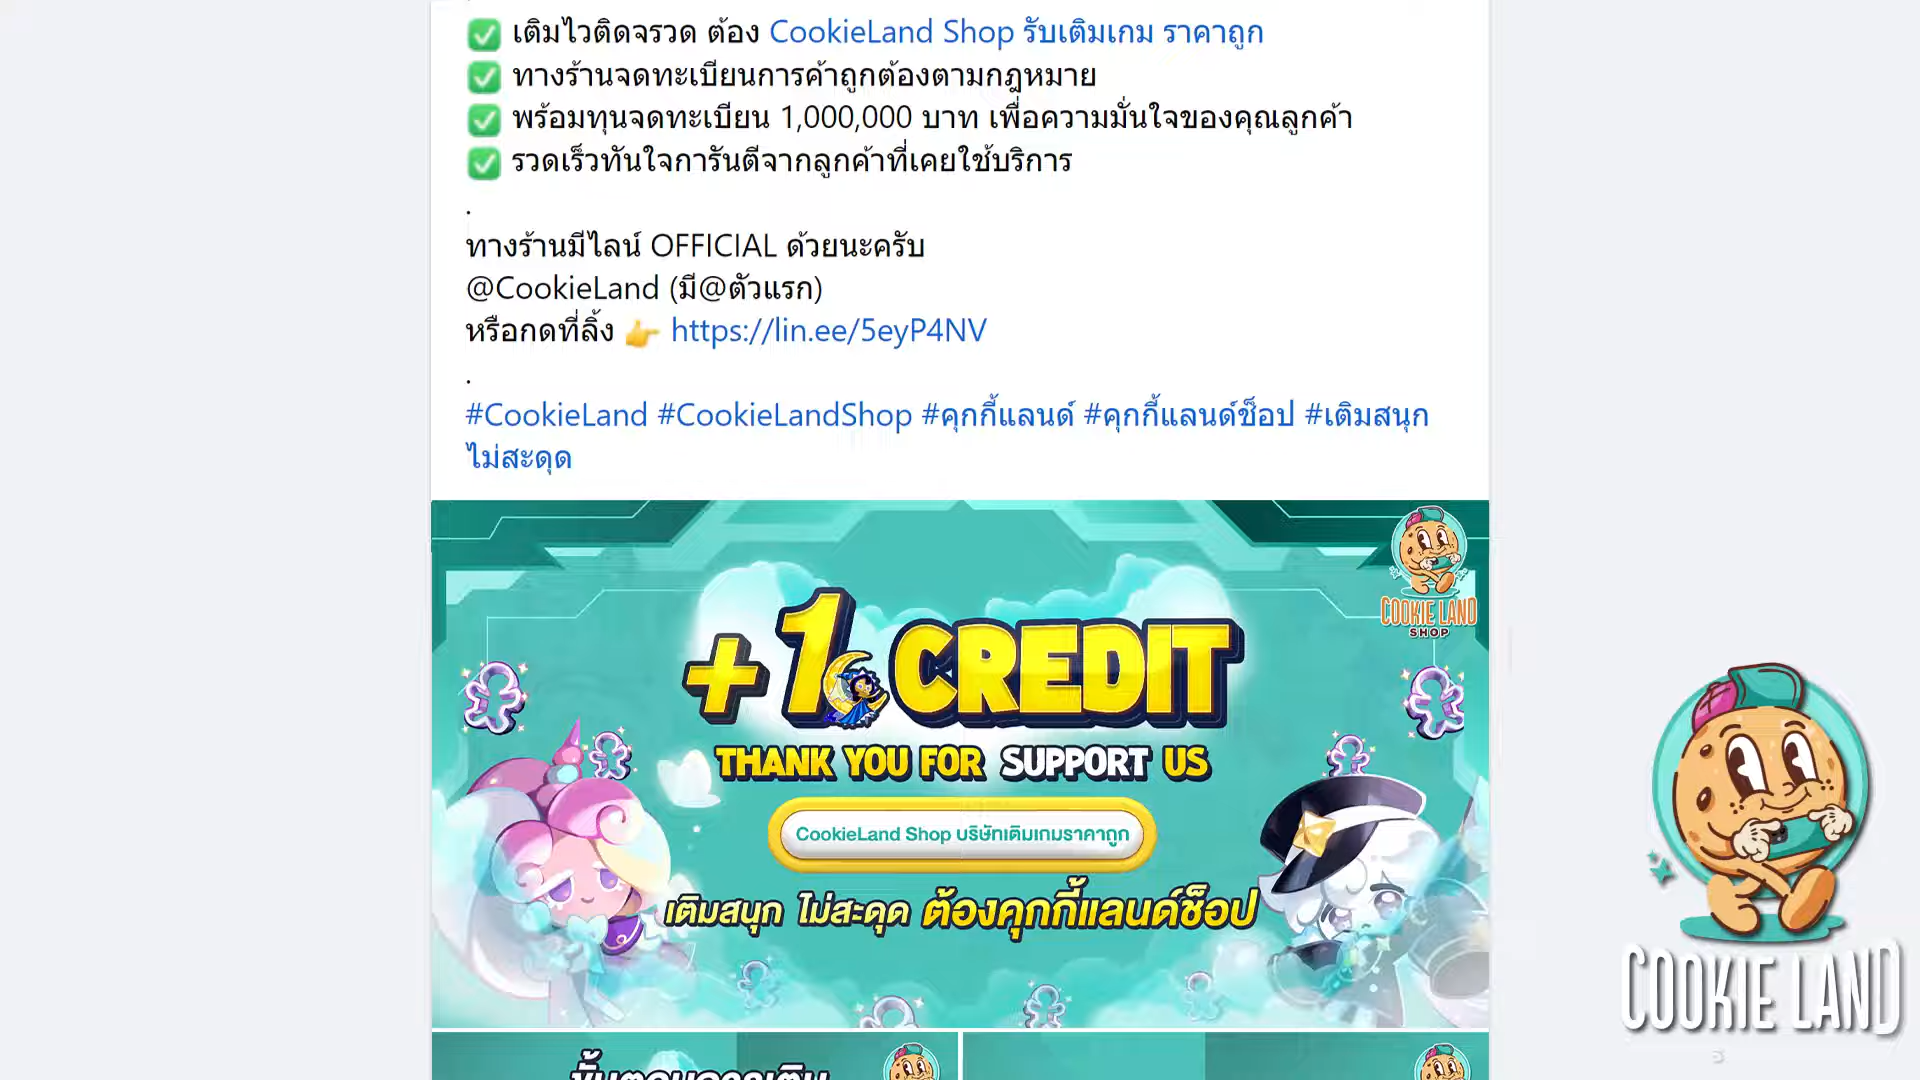 เติมไวติดจรวด ต้อง CookieLand Shop รับเติมเกม ราคาถูก
ทางร้านจดทะเบียนการค้าถูกต้องตามกฎหมาย
พร้อมทุนจดทะเบียน 1,000,000 บาท เพื่อความมั่นใจของคุณลูกค้า
รวดเร็วทันใจการันตีจากลูกค้าที่เคยใช้บริการ
.
ทางร้านมีไลน์ OFFICIAL ด้วยนะครับ
@CookieLand (มี@ตัวแรก)
หรือกดที่ลิ้ง 👉 https://lin.ee/5eyP4NV
.
#CookieLand #CookieLandShop #คุกกี้แลนด์ #คุกกี้แลนด์ช็อป #เติมสนุก
ไม่สะดุด
COOKIE LAND
SHOP
+1 CREDIT
THANK YOU FOR SUPPORT US
CookieLand Shop บริษัทเติมเกมราคาถูก
เติมสนุก ไม่สะดุด ต้องคุกกี้แลนด์ช็อป
COOKIE LAND